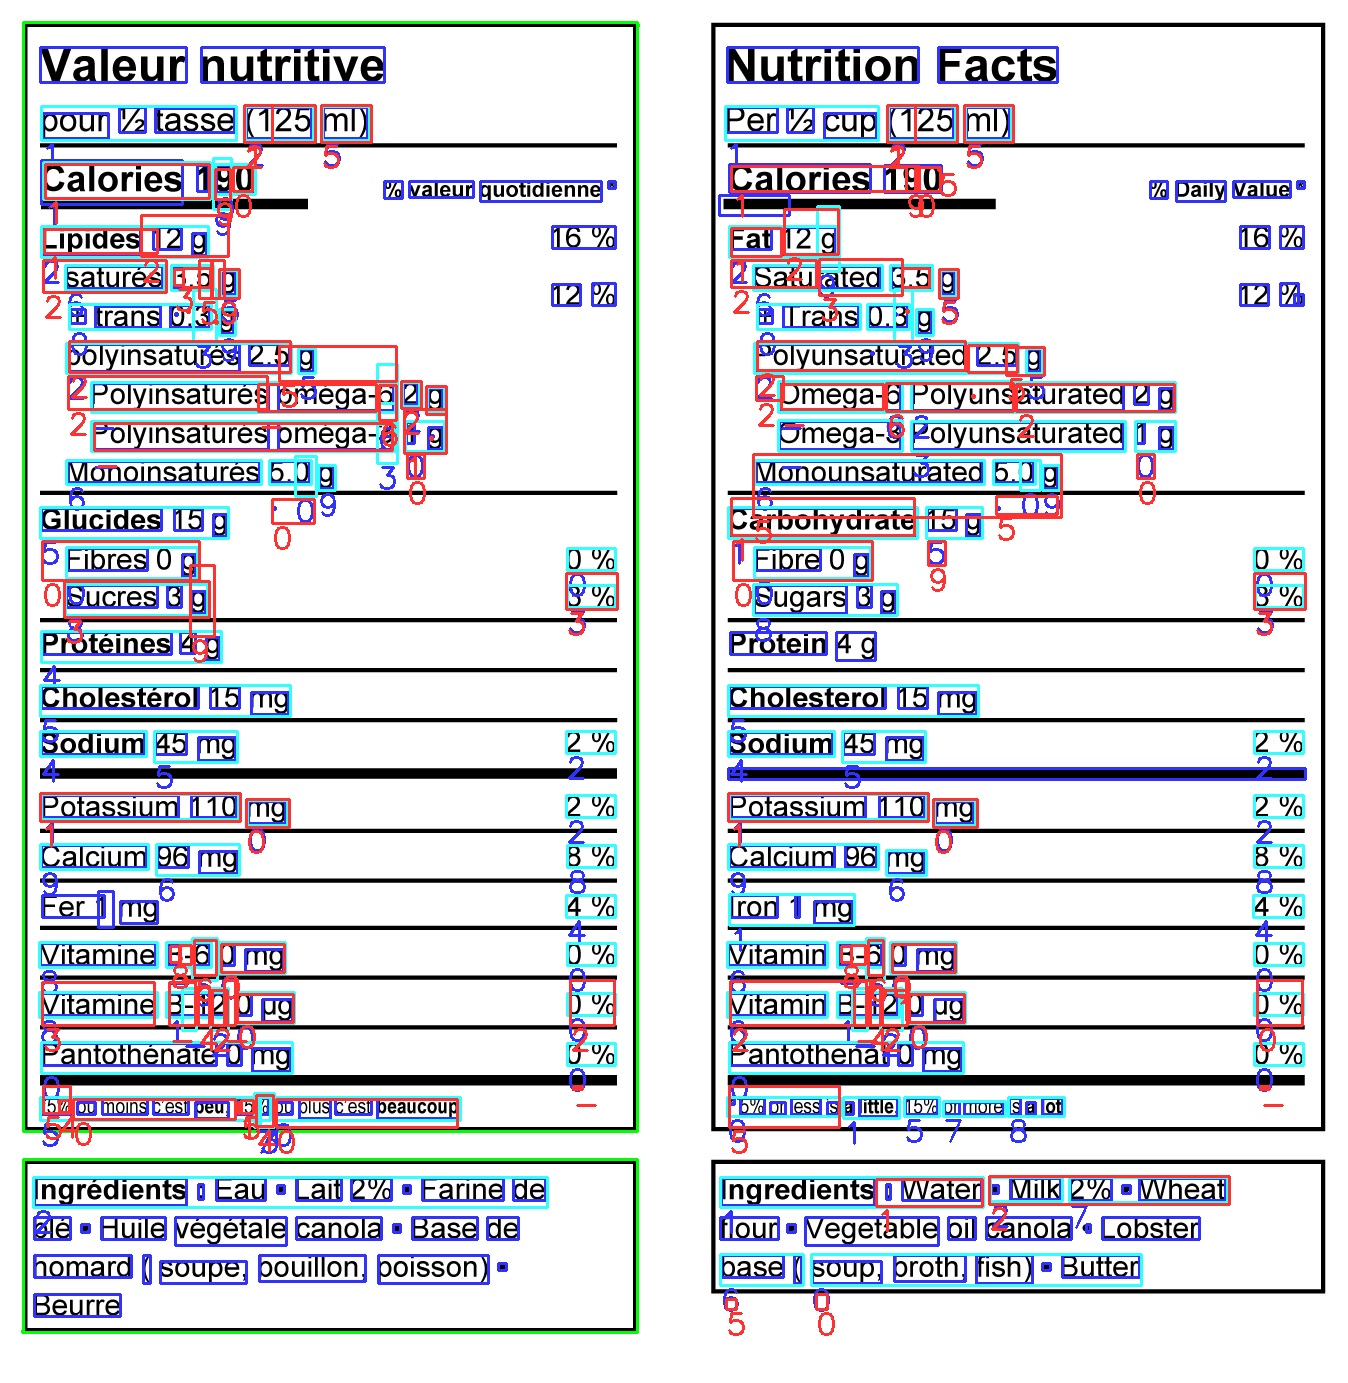 Valeur nutritive
pour ½ tasse (125 ml)
Calories 190
% valeur quotidienne *
Lipides 12 g 16 %
saturés 3.5 g
+ trans 0.3 g 12 %
polyinsaturés 2.5 g
Polyinsaturés oméga-6 2 g
Polyinsaturés oméga-3 1 g
Monoinsaturés 5.0 g
Glucides 15 g
Fibres 0 g 0 %
Sucres 3 g 3 %
Protéines 4 g
Cholestérol 15 mg
Sodium 45 mg 2 %
Potassium 110 mg 2 %
Calcium 96 mg 8 %
Fer 1 mg 4 %
Vitamine B-6 0 mg 0 %
Vitamine B-12 0 µg 0 %
Pantothénate 0 mg 0 %
*5% ou moins c'est peu, 15% ou plus c'est beaucoup
Ingrédients : Eau • Lait 2% • Farine de
blé • Huile végétale canola • Base de
homard ( soupe, bouillon, poisson) •
Beurre
Nutrition Facts
Per ½ cup (125 ml)
Calories 190
% Daily Value *
Fat 12 g 16 %
Saturated 3.5 g
+ Trans 0.3 g 12 %
Polyunsaturated 2.5 g
Omega-6 Polyunsaturated 2 g
Omega-3 Polyunsaturated 1 g
Monounsaturated 5.0 g
Carbohydrate 15 g
Fibre 0 g 0 %
Sugars 3 g 3 %
Protein 4 g
Cholesterol 15 mg
Sodium 45 mg 2 %
Potassium 110 mg 2 %
Calcium 96 mg 8 %
Iron 1 mg 4 %
Vitamin B-6 0 mg 0 %
Vitamin B-12 0 µg 0 %
Pantothenate 0 mg 0 %
*5% or less is a little, 15% or more is a lot
Ingredients : Water • Milk 2% • Wheat
flour • Vegetable oil canola • Lobster
base ( soup, broth, fish) • Butter